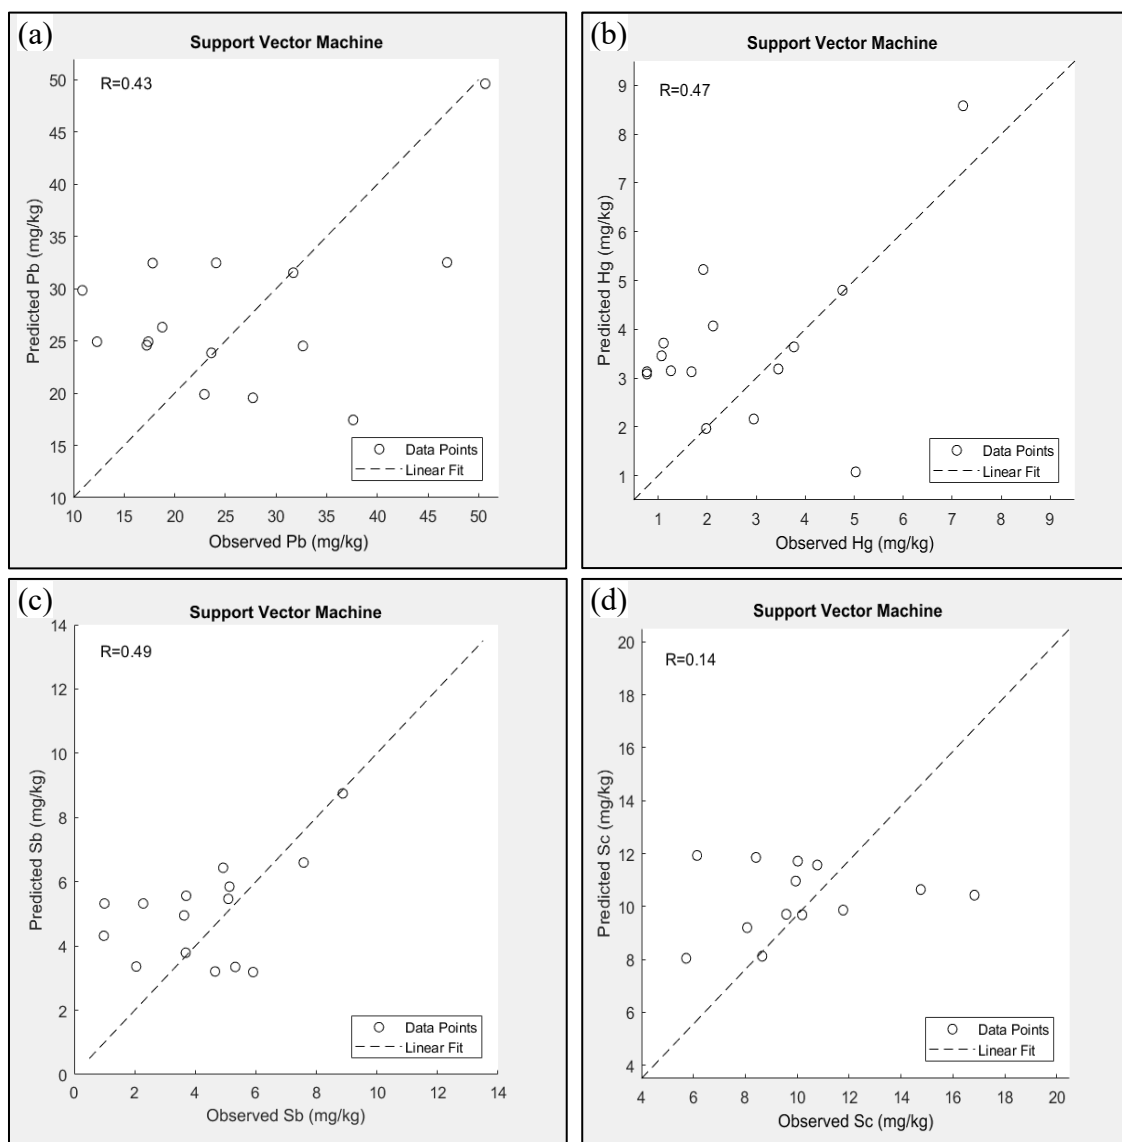 (a)
Support Vector Machine
R=0.43
Predicted Pb (mg/kg)
50
45
40
35
30
25
20
15
10
10 15 20 25 30 35 40 45 50
Observed Pb (mg/kg)
Data Points
Linear Fit
(b)
Support Vector Machine
R=0.47
Predicted Hg (mg/kg)
9
8
7
6
5
4
3
2
1
1 2 3 4 5 6 7 8 9
Observed Hg (mg/kg)
Data Points
Linear Fit
(c)
Support Vector Machine
R=0.49
Predicted Sb (mg/kg)
14
12
10
8
6
4
2
0
0 2 4 6 8 10 12 14
Observed Sb (mg/kg)
Data Points
Linear Fit
(d)
Support Vector Machine
R=0.14
Predicted Sc (mg/kg)
20
18
16
14
12
10
8
6
4
4 6 8 10 12 14 16 18 20
Observed Sc (mg/kg)
Data Points
Linear Fit